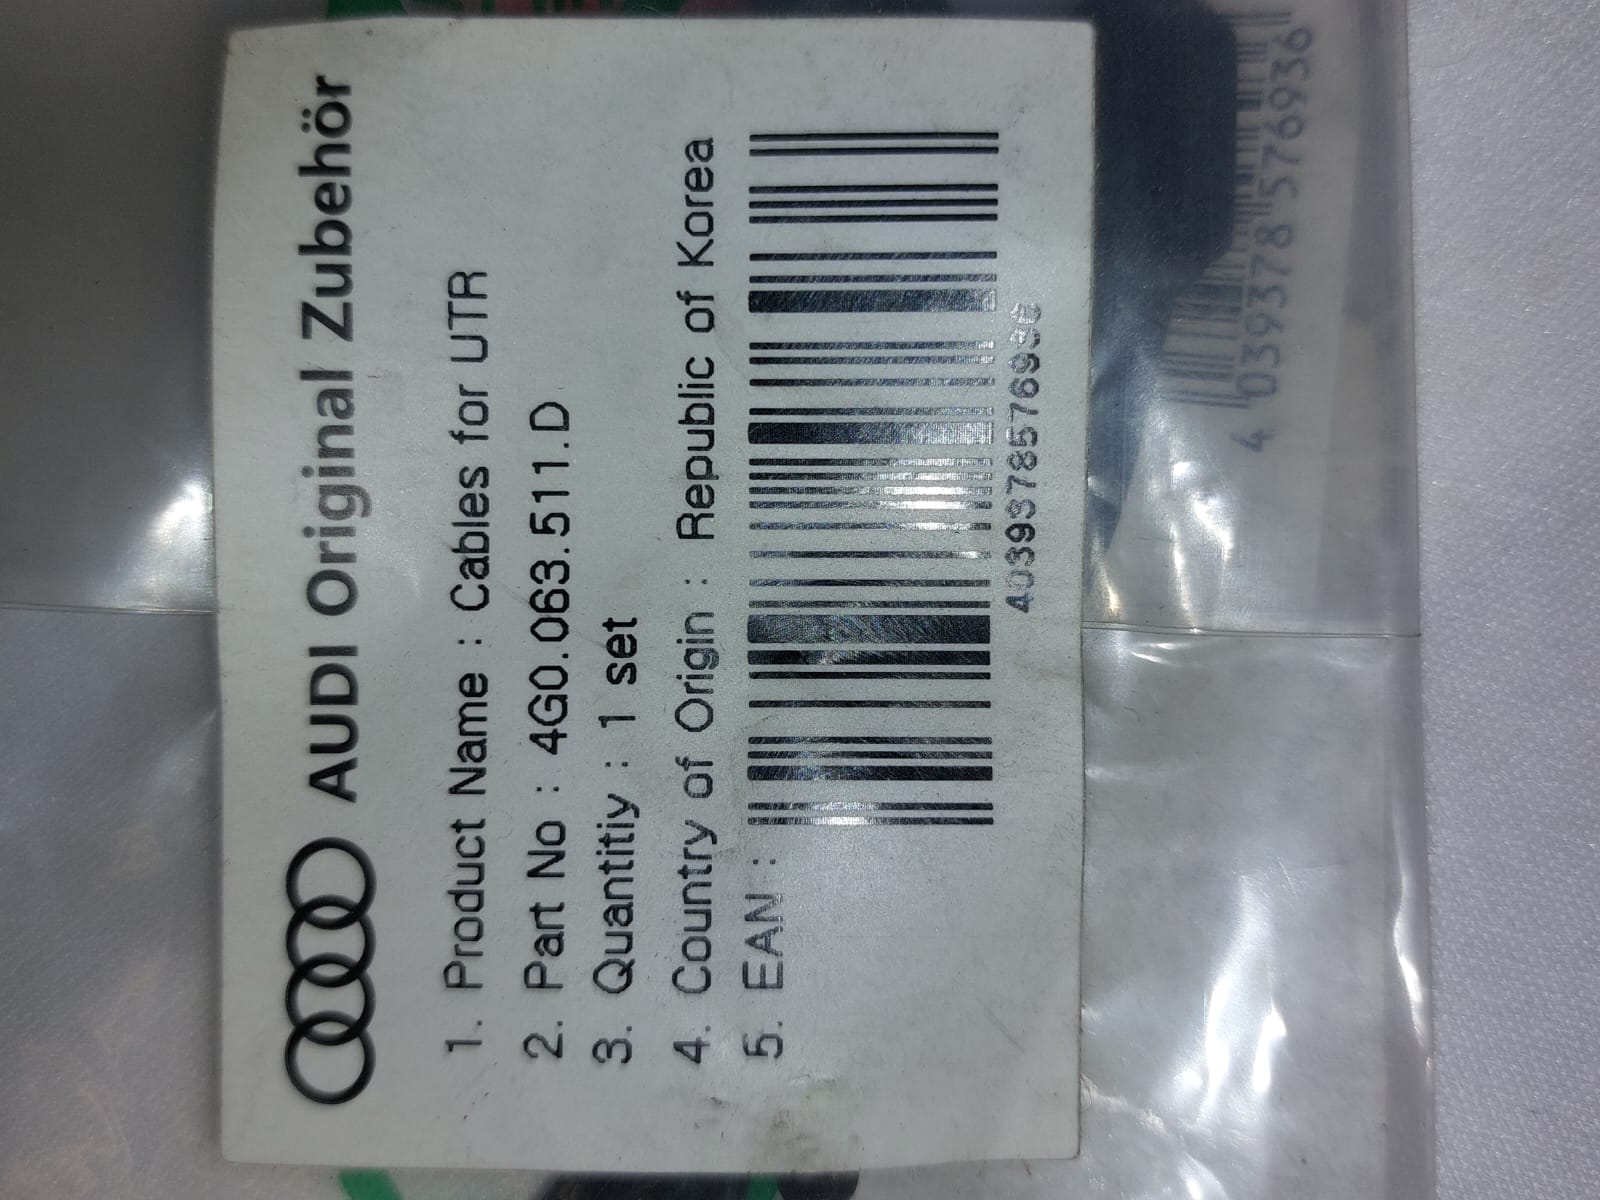 AUDI Original Zubehör
1. Product Name : Cables for UTR
2. Part No : 4G0.063.511.D
3. Quantitiy : 1 set
4. Country of Origin : Republic of Korea
5. EAN :
4039378576936
4 039378 576936